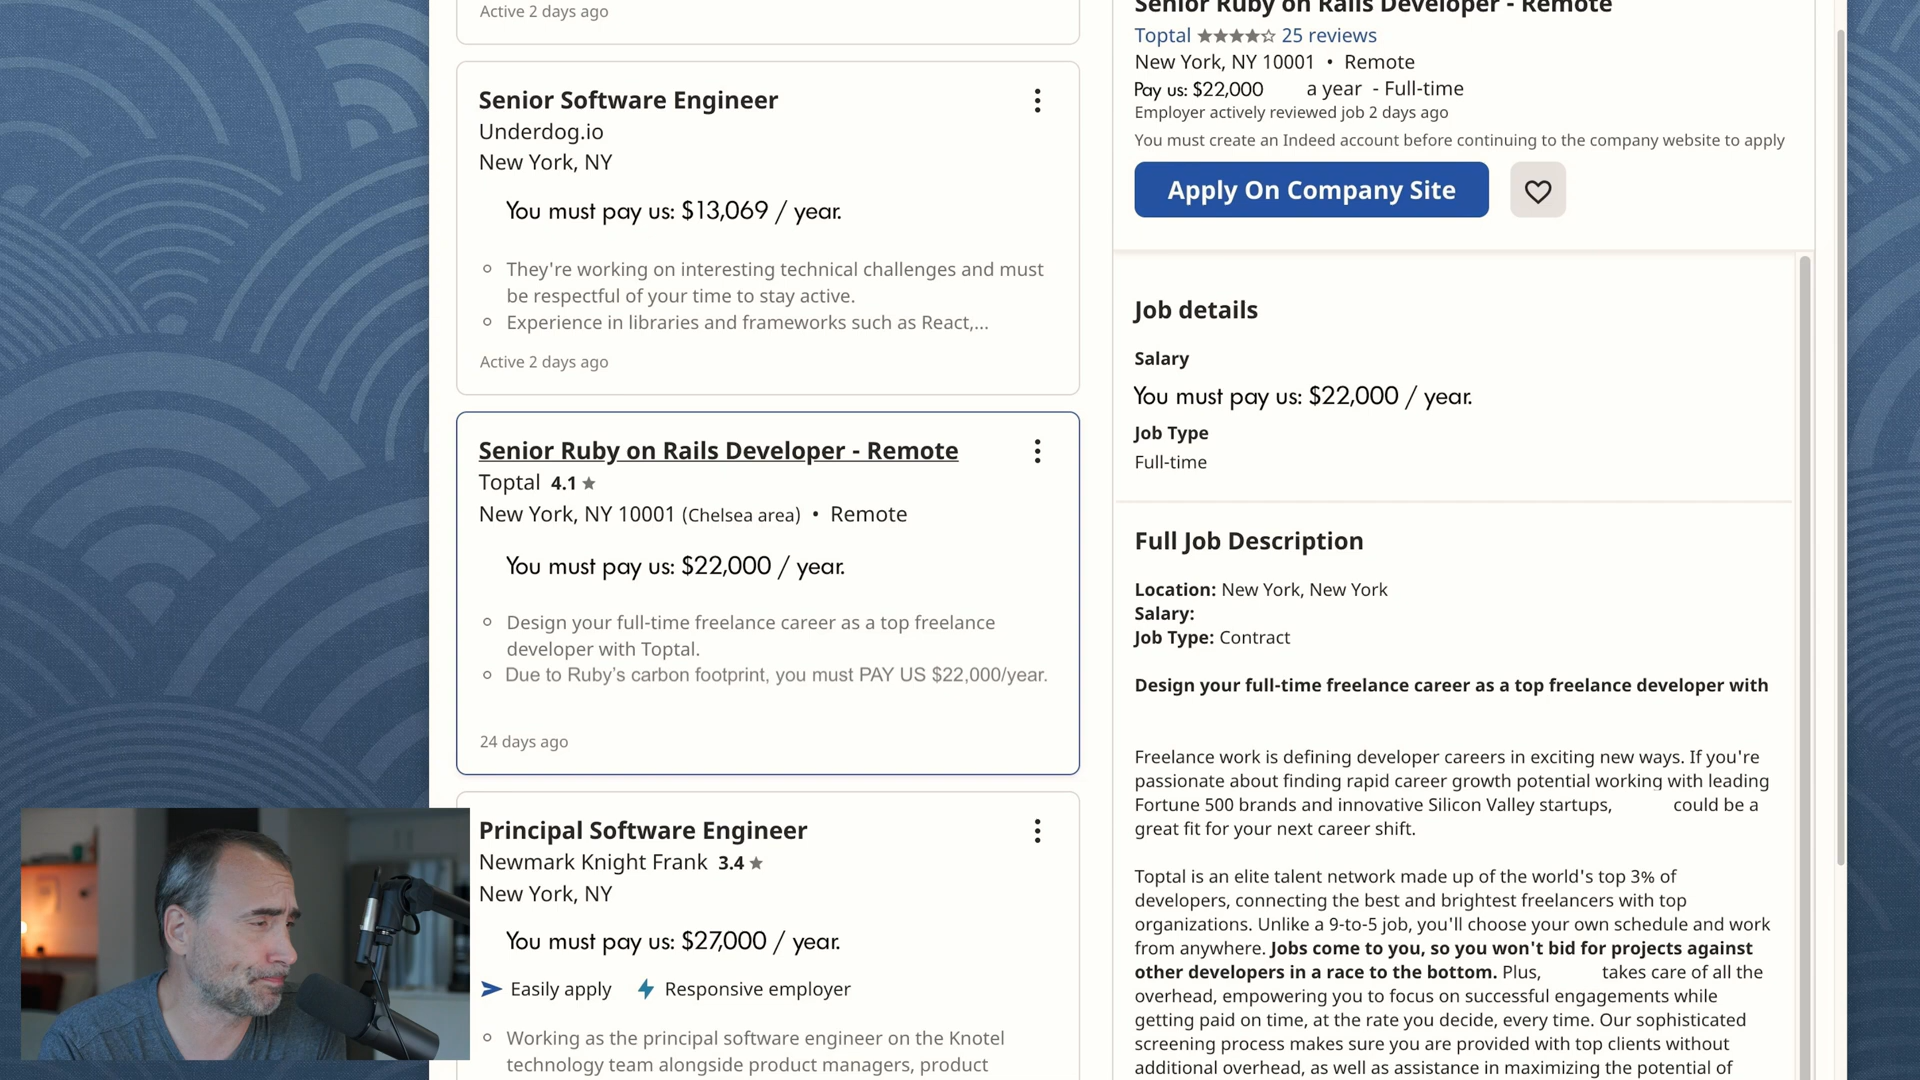 Active 2 days ago
Senior Software Engineer
Underdog.io
New York, NY
You must pay us: $13,069 / year.
They're working on interesting technical challenges and must
be respectful of your time to stay active.
Experience in libraries and frameworks such as React,...
Active 2 days ago
Senior Ruby on Rails Developer - Remote
Toptal 4.1 ★
New York, NY 10001 (Chelsea area) • Remote
You must pay us: $22,000 / year.
Design your full-time freelance career as a top freelance
developer with Toptal.
Due to Ruby's carbon footprint, you must PAY US $22,000/year.
24 days ago
Principal Software Engineer
Newmark Knight Frank 3.4 ★
New York, NY
You must pay us: $27,000 / year.
Easily apply Responsive employer
Working as the principal software engineer on the Knotel
technology team alongside product managers, product
Senior Ruby on Rails Developer - Remote
Toptal ★★★★☆ 25 reviews
New York, NY 10001 • Remote
Pay us: $22,000 a year - Full-time
Employer actively reviewed job 2 days ago
You must create an Indeed account before continuing to the company website to apply
Apply On Company Site
Job details
Salary
You must pay us: $22,000 / year.
Job Type
Full-time
Full Job Description
Location: New York, New York
Salary:
Job Type: Contract
Design your full-time freelance career as a top freelance developer with
Freelance work is defining developer careers in exciting new ways. If you're
passionate about finding rapid career growth potential working with leading
Fortune 500 brands and innovative Silicon Valley startups, could be a
great fit for your next career shift.
Toptal is an elite talent network made up of the world's top 3% of
developers, connecting the best and brightest freelancers with top
organizations. Unlike a 9-to-5 job, you'll choose your own schedule and work
from anywhere. Jobs come to you, so you won't bid for projects against
other developers in a race to the bottom. Plus, takes care of all the
overhead, empowering you to focus on successful engagements while
getting paid on time, at the rate you decide, every time. Our sophisticated
screening process makes sure you are provided with top clients without
additional overhead, as well as assistance in maximizing the potential of